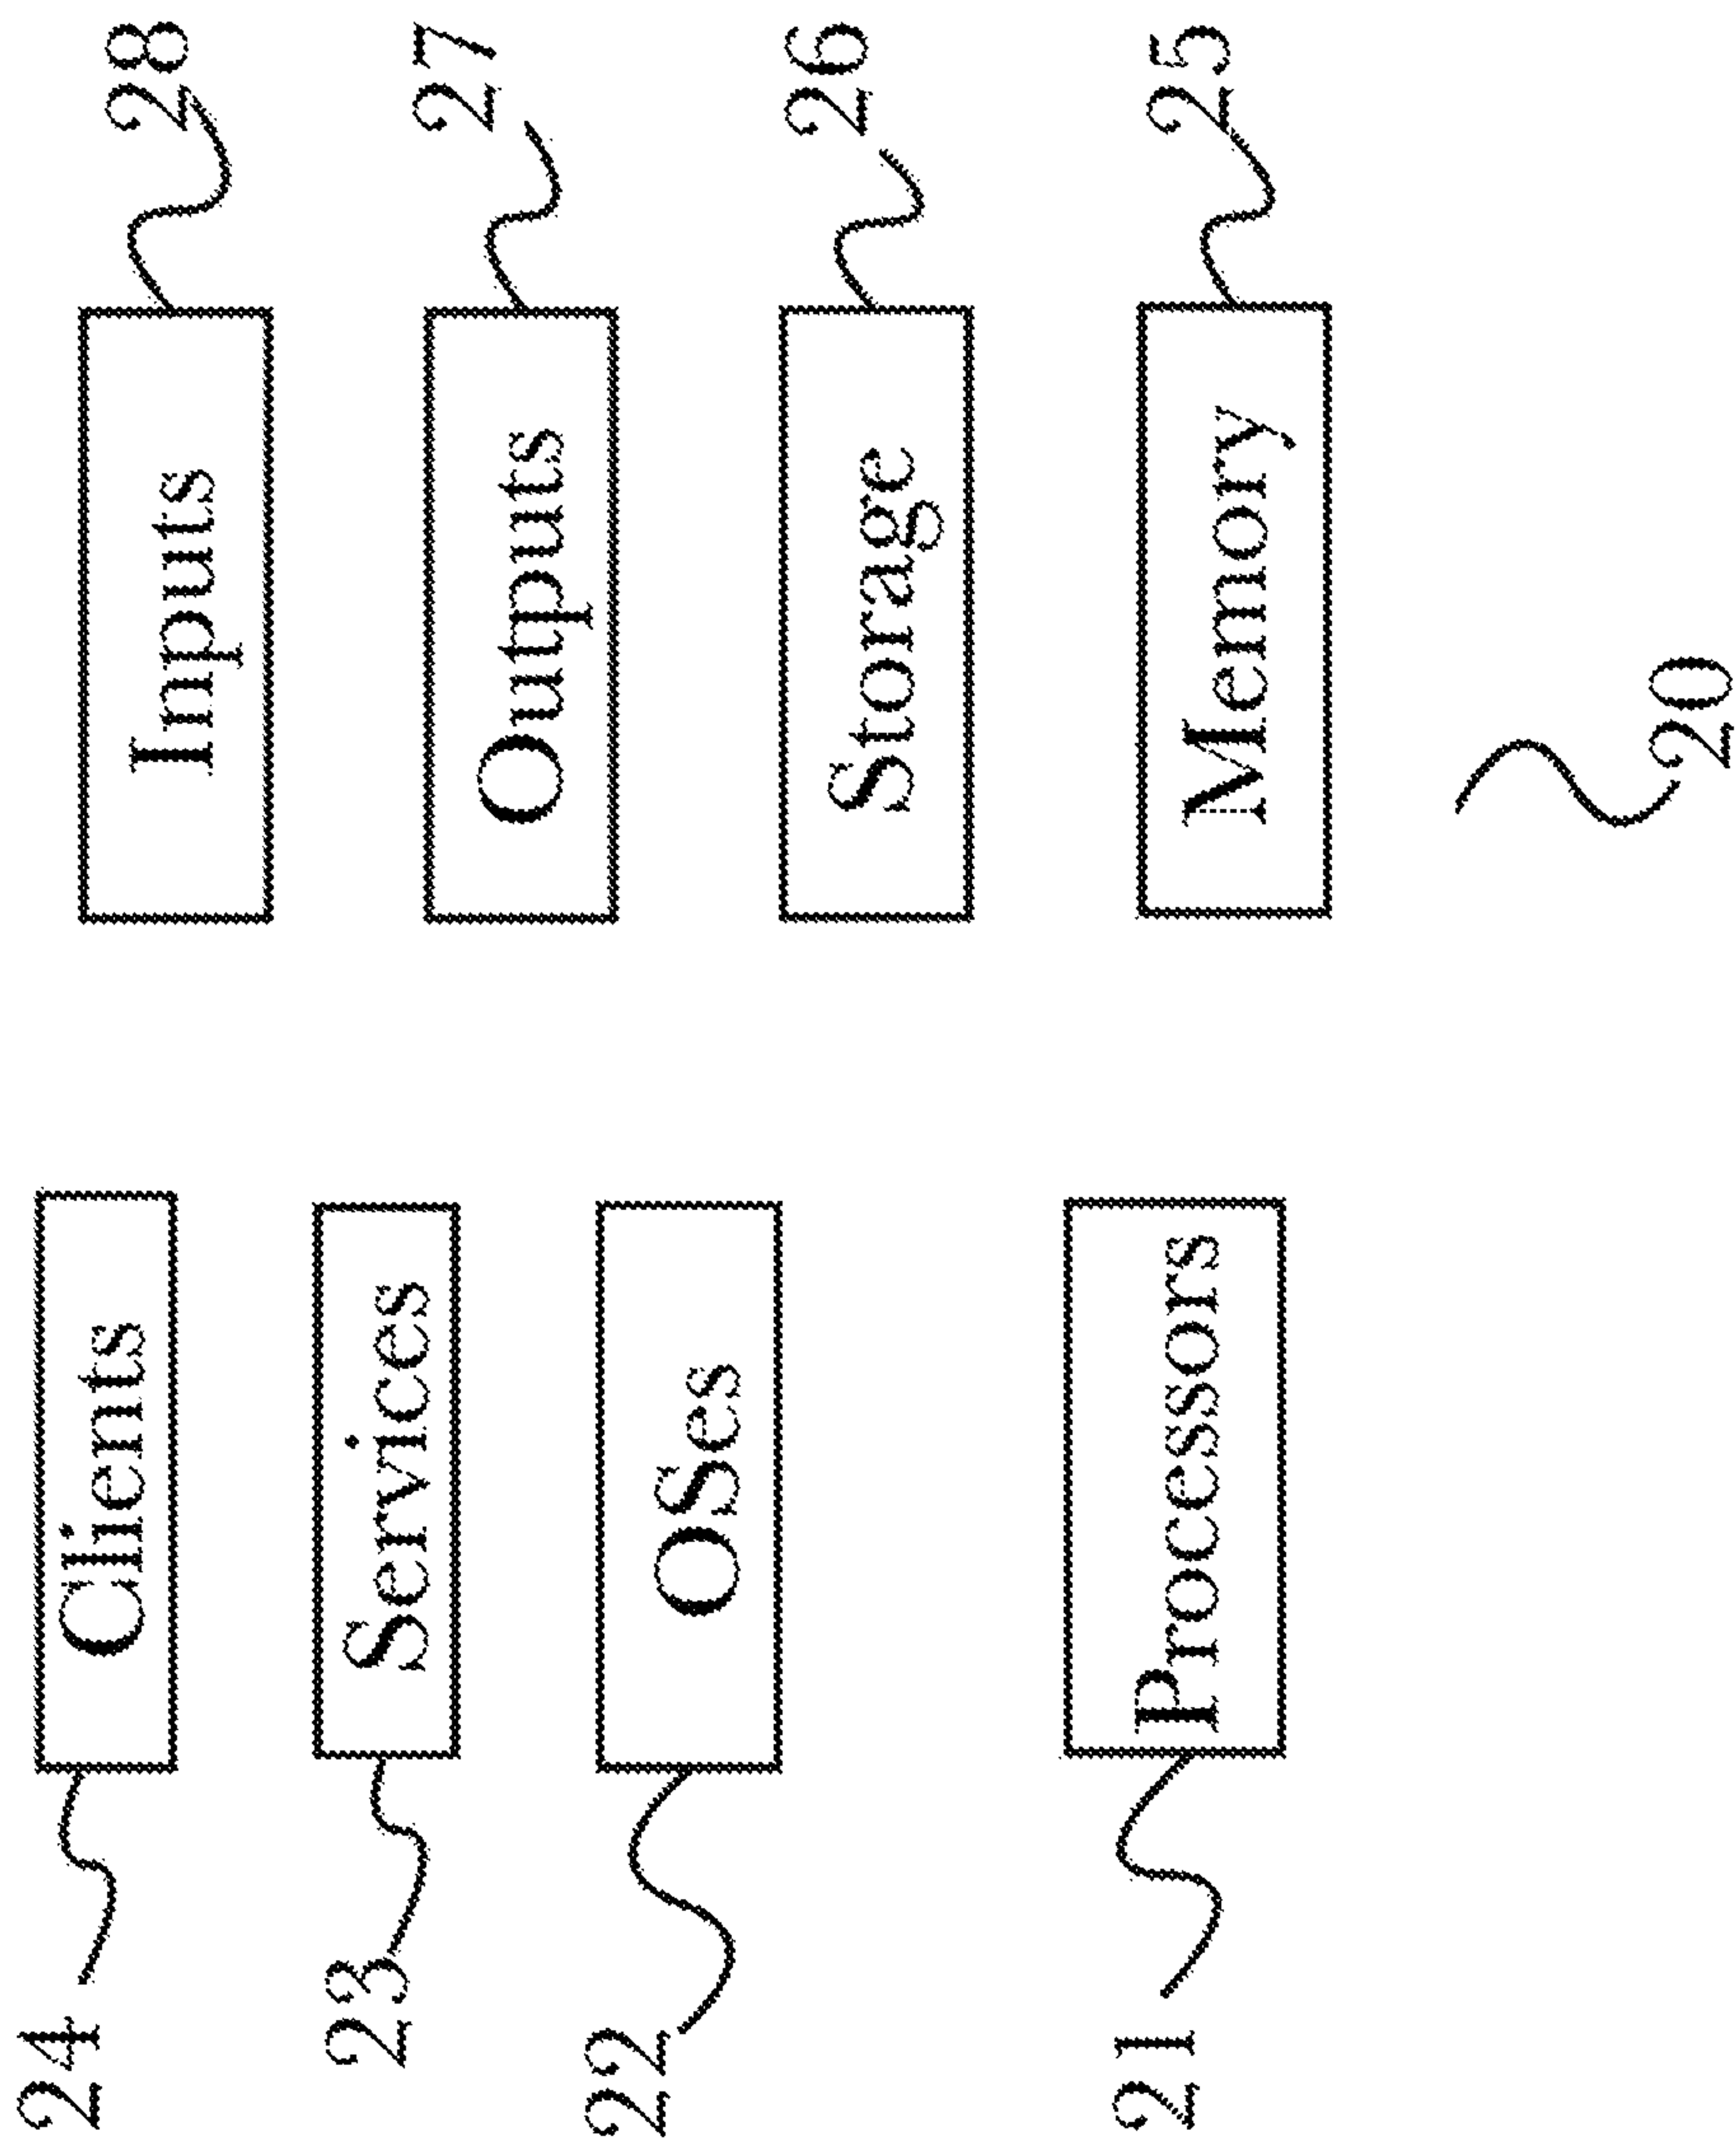 24 Clients
Inputs 28
23 Services
Outputs 27
22 OSes
Storage 26
21 Processors
Memory 25
20